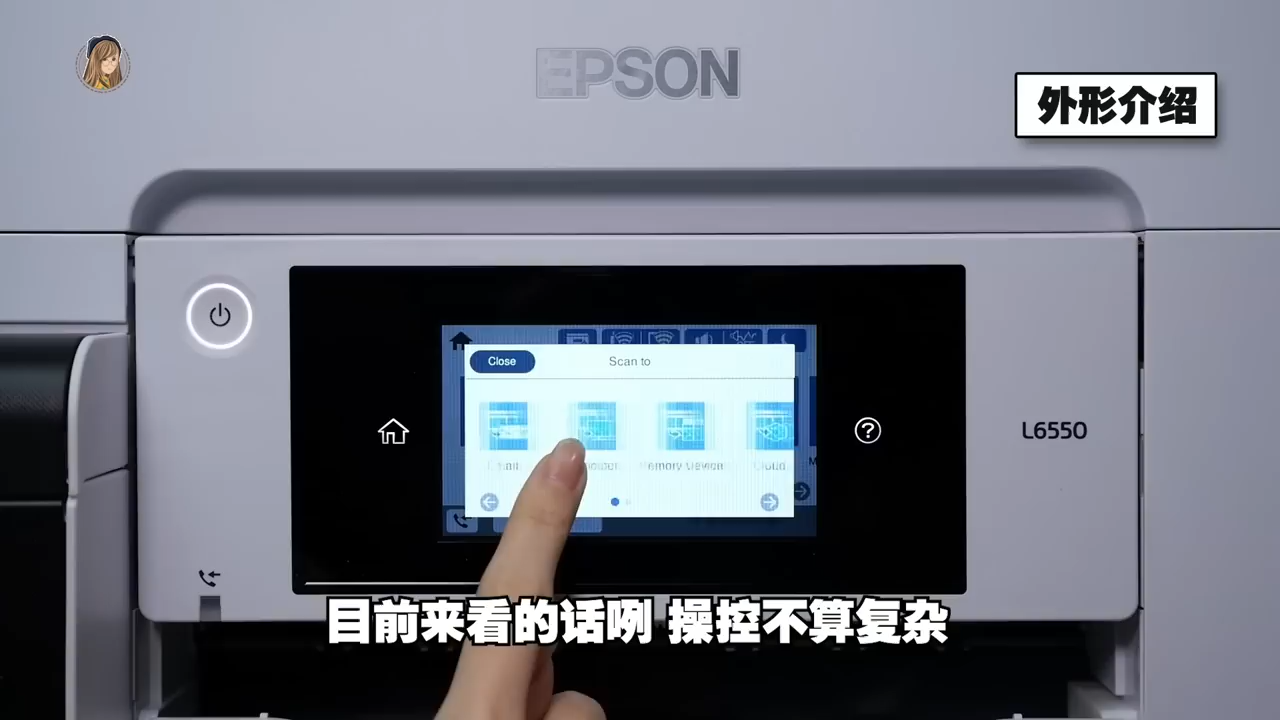 EPSON
外形介绍
Close
Scan to
Memory Device
Cloud
L6550
目前来看的话咧 操控不算复杂